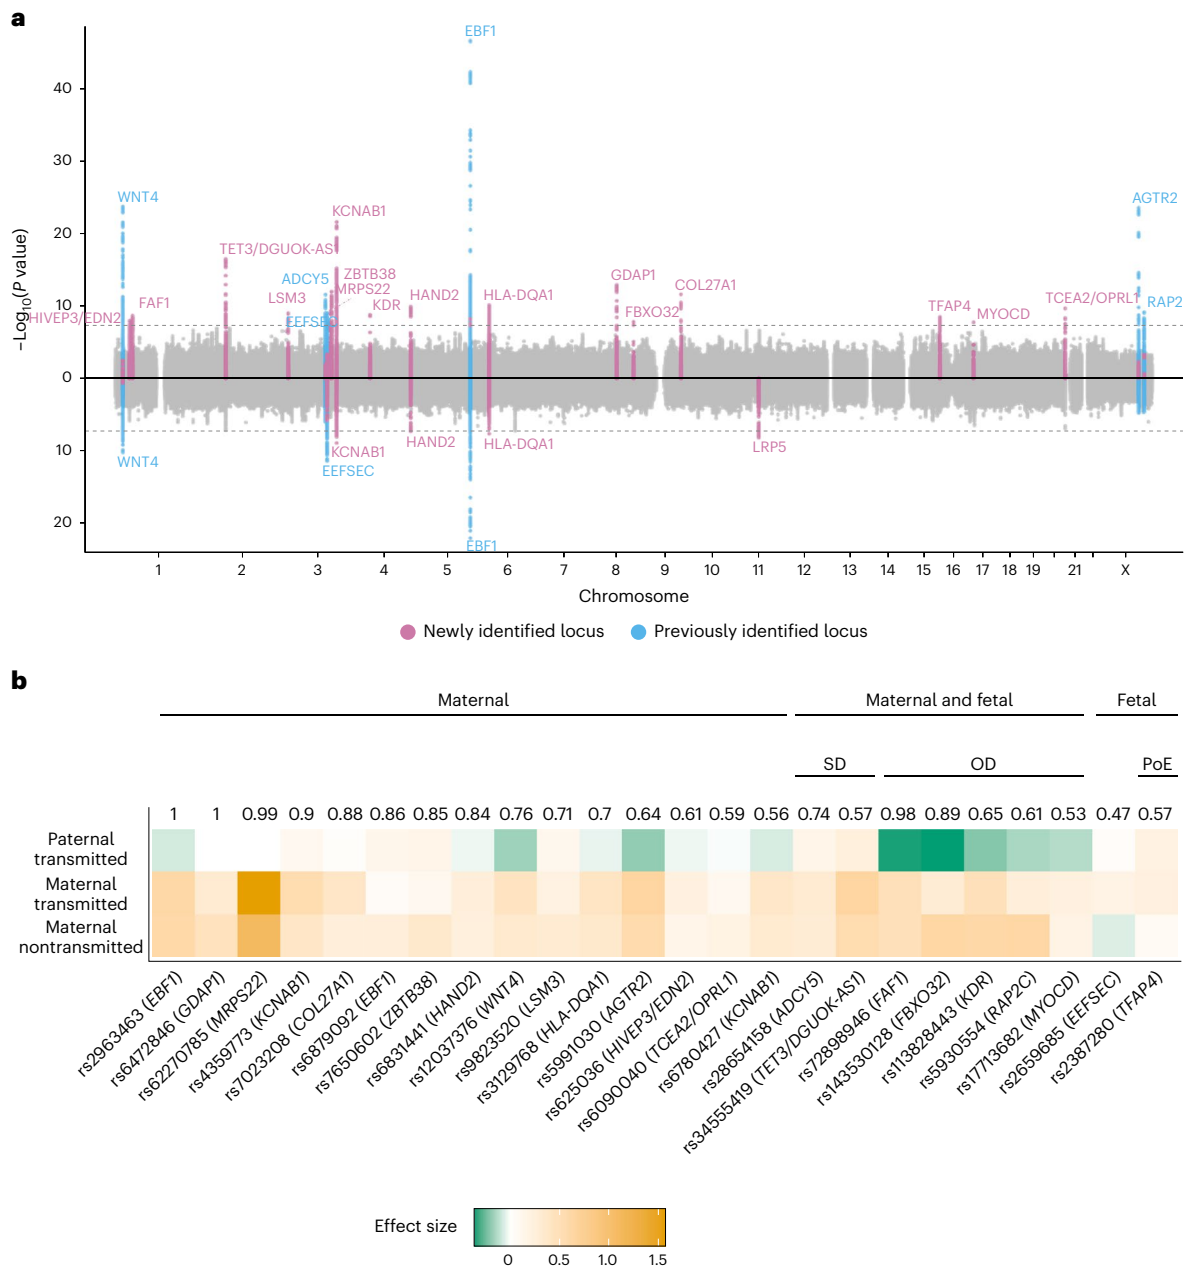 a
EBF1
40
30
WNT4
AGTR2
20
KCNAB1
TET3/DGUOK-AS1
ADCY5
ZBTB38
GDAP1
MRPS22
COL27A1
LSM3
HAND2
HLA-DQA1
TCEA2/OPRL1
10
FAF1
KDR
FBXO32
TFAP4
RAP2C
HIVEP3/EDN2
EEFSEC
MYOCD
−Log10(P value)
0
10
WNT4
KCNAB1
HAND2
HLA-DQA1
LRP5
EEFSEC
20
EBF1
1 2 3 4 5 6 7 8 9 10 11 12 13 14 15 16 17 18 19 21 X
Chromosome
Newly identified locus Previously identified locus
b
Maternal Maternal and fetal Fetal
SD OD PoE
1 1 0.99 0.9 0.88 0.86 0.85 0.84 0.76 0.71 0.7 0.64 0.61 0.59 0.56 0.74 0.57 0.98 0.89 0.65 0.61 0.53 0.47 0.57
Paternal
transmitted
Maternal
transmitted
Maternal
nontransmitted
rs2963463 (EBF1)
rs6472846 (GDAP1)
rs62270785 (MRPS22)
rs4359773 (KCNAB1)
rs7023208 (COL27A1)
rs6879092 (EBF1)
rs7650602 (ZBTB38)
rs6831441 (HAND2)
rs12037376 (WNT4)
rs9823520 (LSM3)
rs3129768 (HLA-DQA1)
rs5991030 (AGTR2)
rs625036 (HIVEP3/EDN2)
rs6090040 (TCEA2/OPRL1)
rs6780427 (KCNAB1)
rs28654158 (ADCY5)
rs34555419 (TET3/DGUOK-AS1)
rs72898946 (FAF1)
rs143530128 (FBXO32)
rs113828443 (KDR)
rs5930554 (RAP2C)
rs17713682 (MYOCD)
rs2659685 (EEFSEC)
rs2387280 (TFAP4)
Effect size
0 0.5 1.0 1.5